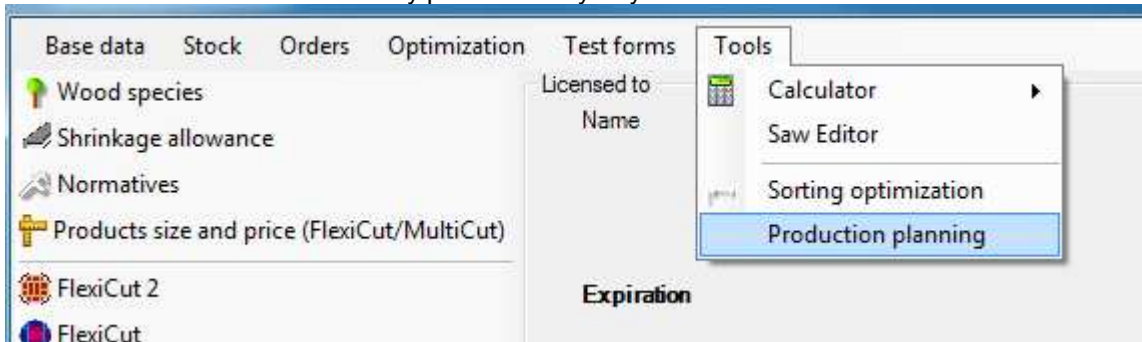 Base data Stock Orders Optimization Test forms Tools
Wood species
Shrinkage allowance
Normatives
Products size and price (FlexiCut/MultiCut)
FlexiCut 2
FlexiCut
Licensed to
Name
Expiration
Calculator
Saw Editor
Sorting optimization
Production planning